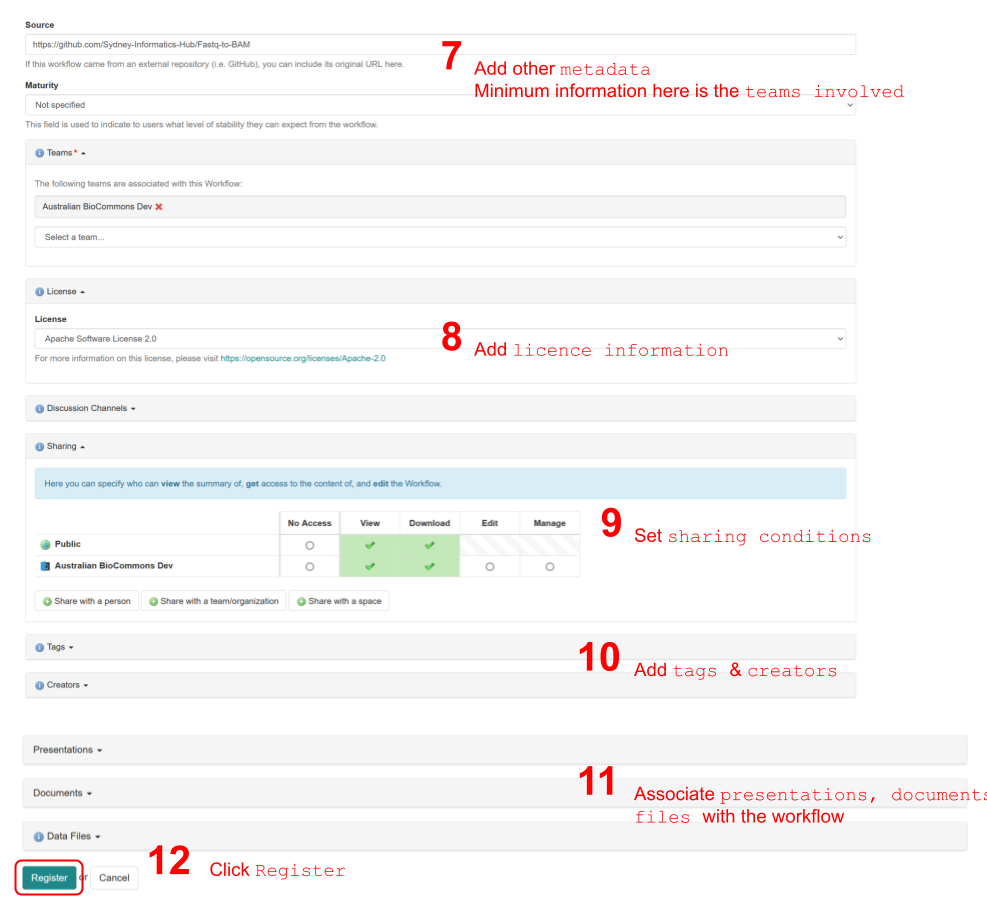 Source
https://github.com/Sydney-Informatics-Hub/Fastq-to-BAM
If this workflow came from an external repository (i.e. GitHub), you can include its original URL here.
7
Add other metadata
Minimum information here is the teams involved
Maturity
Not specified
This field is used to indicate to users what level of stability they can expect from the workflow.
Teams*
The following teams are associated with this Workflow:
Australian BioCommons Dev
Select a team...
License
License
Apache Software License 2.0
For more information on this license, please visit https://opensource.org/licenses/Apache-2.0
8
Add licence information
Discussion Channels
Sharing
Here you can specify who can view the summary of, get access to the content of, and edit the Workflow.
No Access View Download Edit Manage
Public
Australian BioCommons Dev
9
Set sharing conditions
Share with a person Share with a team/organization Share with a space
Tags
10
Add tags & creators
Creators
Presentations
Documents
11
Associate presentations, documents
files with the workflow
Data Files
12
Click Register
Register or Cancel